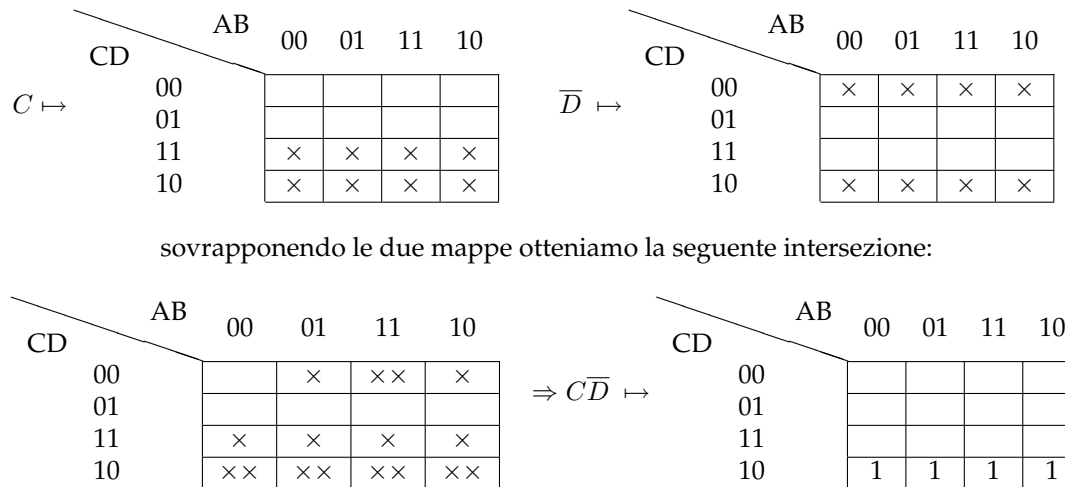 AB AB
00 01 11 10 00 01 11 10
CD CD
00 00 × × × ×
C ↦ 01 D̅ ↦ 01
11 × × × × 11
10 × × × × 10 × × × ×
sovrapponendo le due mappe otteniamo la seguente intersezione:
AB AB
00 01 11 10 00 01 11 10
CD CD
00 × ×× × 00
01 ⇒ CD̅ ↦ 01
11 × × × × 11
10 ×× ×× ×× ×× 10 1 1 1 1